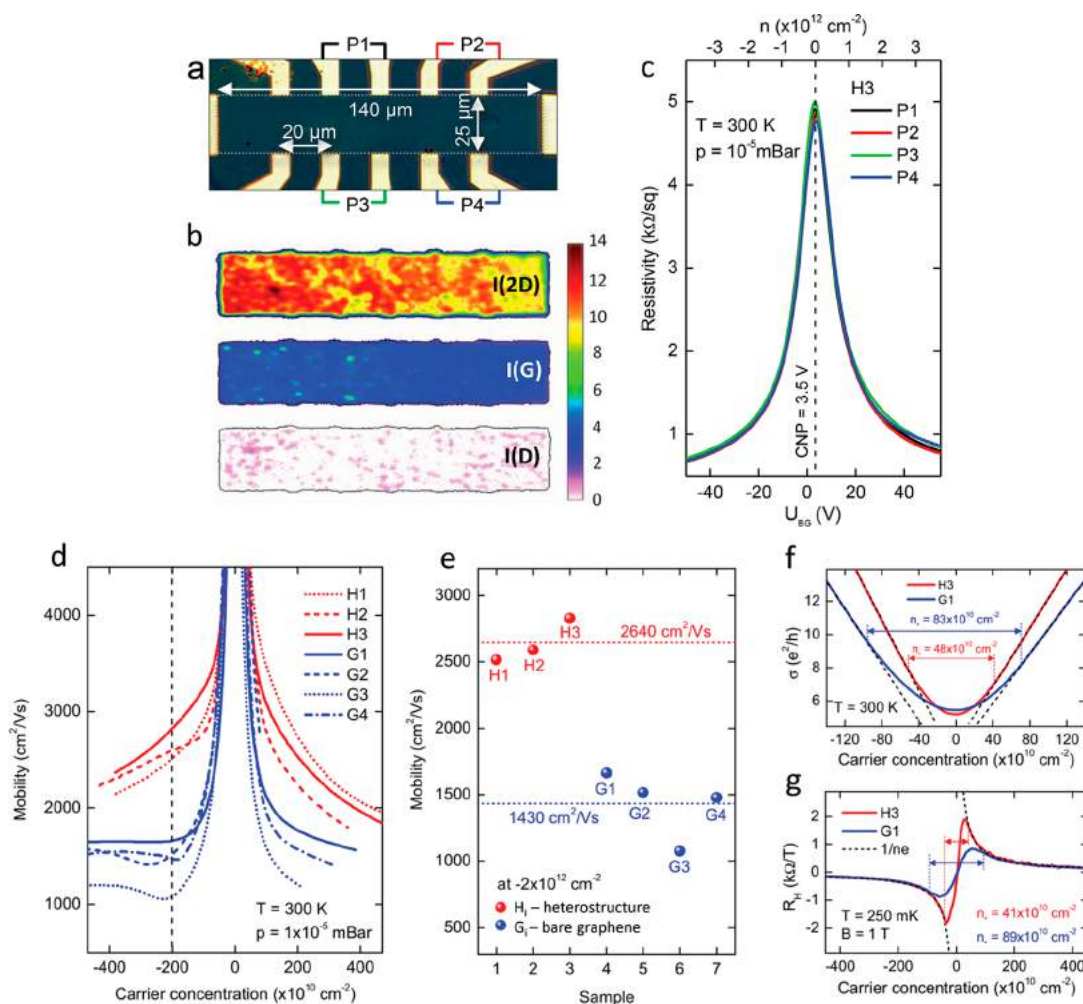 a
P1
P2
140 µm
20 µm
25 µm
P3
P4
b
I(2D)
I(G)
I(D)
14
12
10
8
6
4
2
0
c
n (x10¹² cm⁻²)
-3 -2 -1 0 1 2 3
H3
T = 300 K
p = 10⁻⁵mBar
P1
P2
P3
P4
CNP = 3.5 V
Resistivity (kΩ/sq)
5
4
3
2
1
-40 -20 0 20 40
U_BG (V)
d
Mobility (cm²/Vs)
4000
3000
2000
1000
H1
H2
H3
G1
G2
G3
G4
T = 300 K
p = 1x10⁻⁵ mBar
-400 -200 0 200 400
Carrier concentration (x10¹⁰ cm⁻²)
e
Mobility (cm²/Vs)
3000
2500
2000
1500
1000
500
H1
H2
H3
2640 cm²/Vs
G1
G2
G3
G4
1430 cm²/Vs
at -2x10¹² cm⁻²
H_i – heterostructure
G_i – bare graphene
1 2 3 4 5 6 7
Sample
f
σ (e²/h)
12
10
8
6
H3
G1
n* = 83x10¹⁰ cm⁻²
n* = 48x10¹⁰ cm⁻²
T = 300 K
-120 -80 -40 0 40 80 120
Carrier concentration (x10¹⁰ cm⁻²)
g
R_H (kΩ/T)
2
1
0
-1
-2
H3
G1
1/ne
T = 250 mK
B = 1 T
n* = 41x10¹⁰ cm⁻²
n* = 89x10¹⁰ cm⁻²
-400 -200 0 200 400
Carrier concentration (x10¹⁰ cm⁻²)